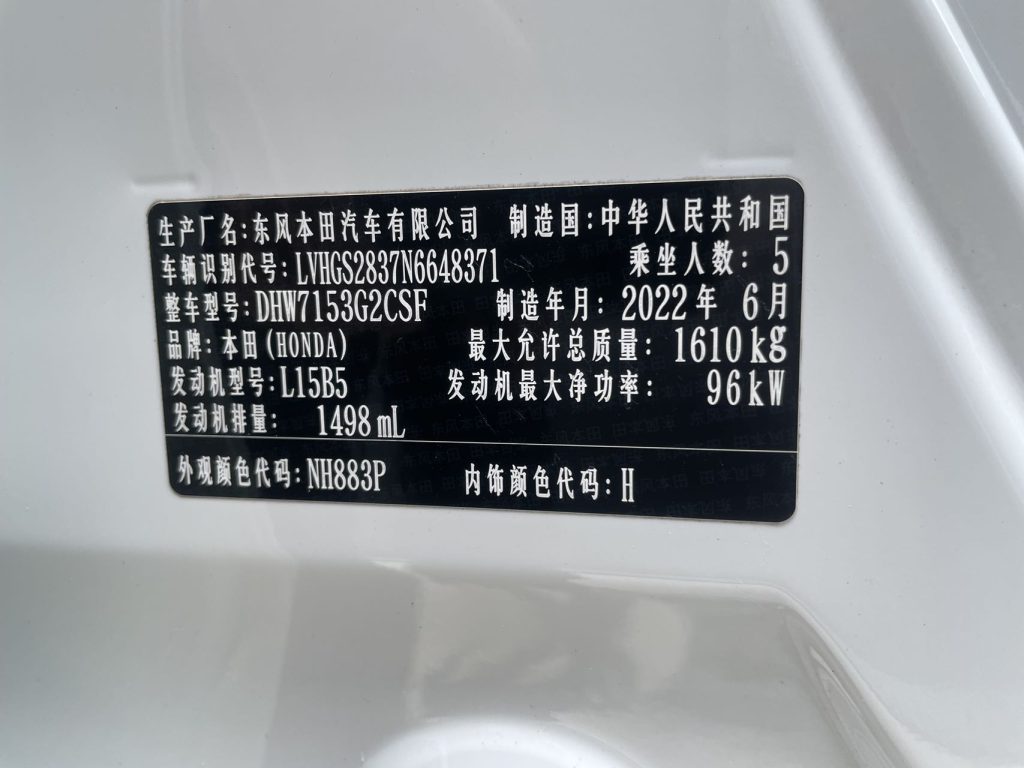 生产厂名:东风本田汽车有限公司 制造国:中华人民共和国
车辆识别代号:LVHGS2837N6648371 乘坐人数: 5
整车型号:DHW7153G2CSF 制造年月: 2022年 6月
品牌: 本田(HONDA) 最大允许总质量: 1610kg
发动机型号:L15B5 发动机最大净功率: 96kW
发动机排量: 1498mL
外观颜色代码:NH883P 内饰颜色代码:H